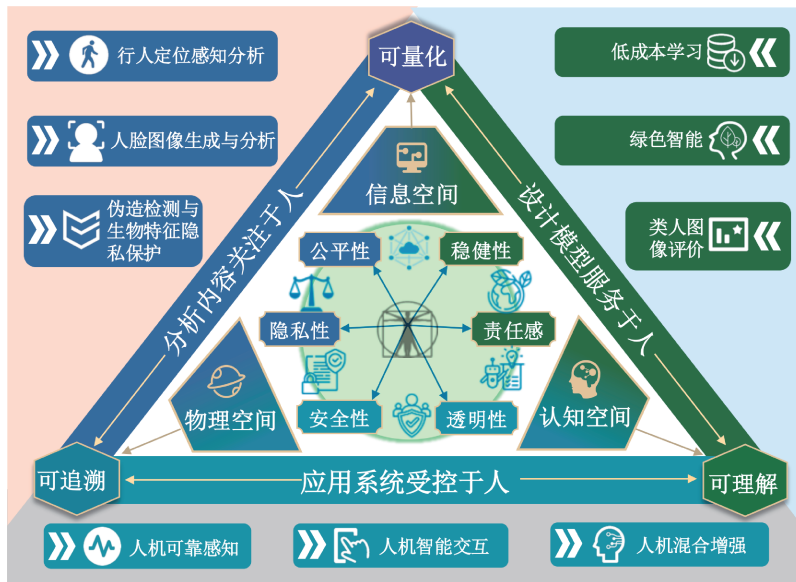 可量化
行人定位感知分析
低成本学习
人脸图像生成与分析
绿色智能
伪造检测与
生物特征隐
私保护
类人图
像评价
分析内容关注于人
设计模型服务于人
信息空间
公平性
稳健性
隐私性
责任感
安全性
透明性
物理空间
认知空间
可追溯
应用系统受控于人
可理解
人机可靠感知
人机智能交互
人机混合增强